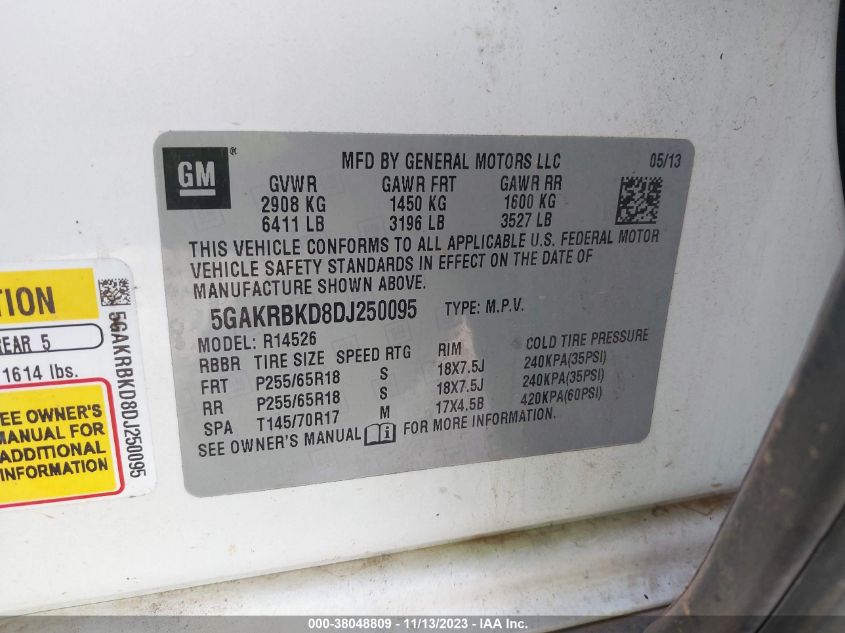 GM ®
MFD BY GENERAL MOTORS LLC 05/13
GVWR GAWR FRT GAWR RR
2908 KG 1450 KG 1600 KG
6411 LB 3196 LB 3527 LB
THIS VEHICLE CONFORMS TO ALL APPLICABLE U.S. FEDERAL MOTOR
VEHICLE SAFETY STANDARDS IN EFFECT ON THE DATE OF
MANUFACTURE SHOWN ABOVE.
5GAKRBKD8DJ250095 TYPE: M.P.V.
MODEL: R14526
RBBR TIRE SIZE SPEED RTG RIM COLD TIRE PRESSURE
FRT P255/65R18 S 18X7.5J 240KPA(35PSI)
RR P255/65R18 S 18X7.5J 240KPA(35PSI)
SPA T145/70R17 M 17X4.5B 420KPA(60PSI)
SEE OWNER'S MANUAL FOR MORE INFORMATION.
TION
REAR 5
1614 lbs.
EE OWNER'S
MANUAL FOR
ADDITIONAL
INFORMATION
5GAKRBKD8DJ250095
000-38048809 - 11/13/2023 - IAAI.com